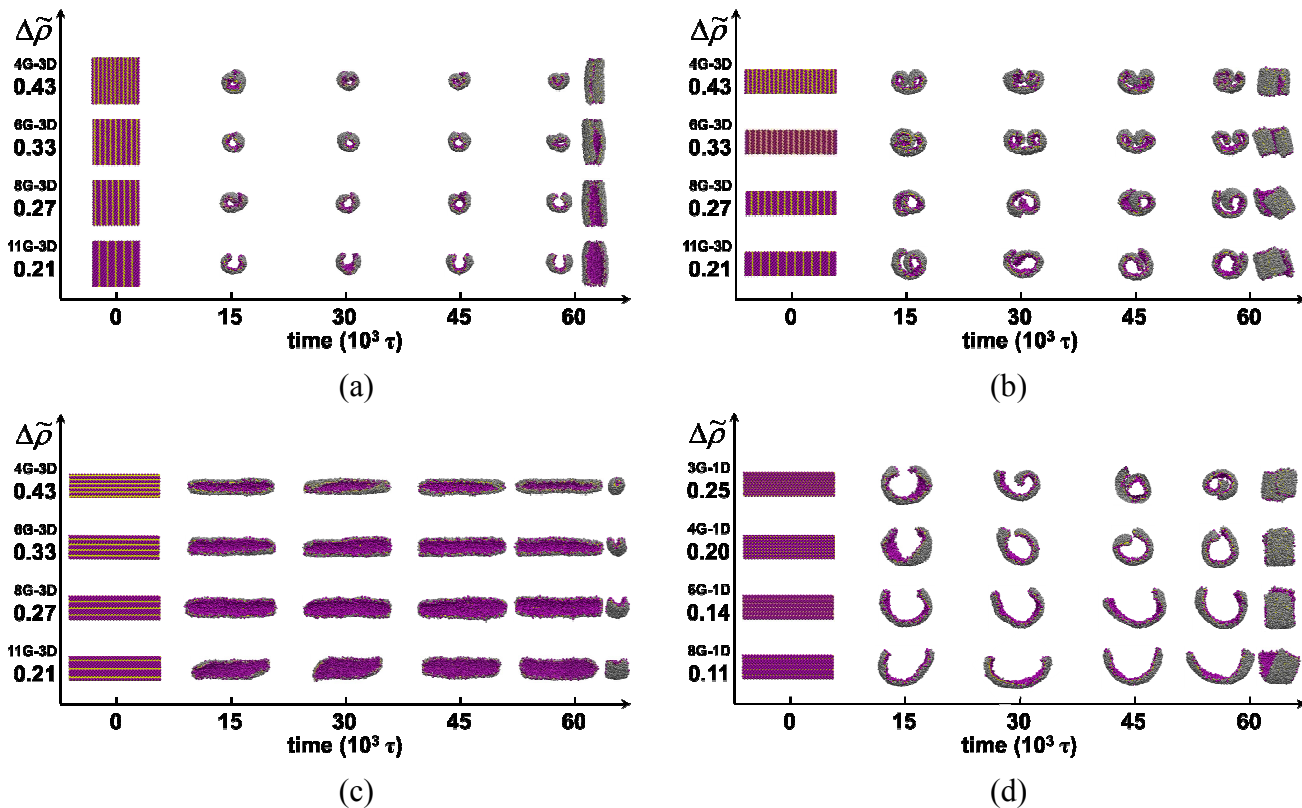 Δρ̃
4G-3D
0.43
6G-3D
0.33
8G-3D
0.27
11G-3D
0.21
0 15 30 45 60
time (10³ τ)
(a)
Δρ̃
4G-3D
0.43
6G-3D
0.33
8G-3D
0.27
11G-3D
0.21
0 15 30 45 60
time (10³ τ)
(b)
Δρ̃
4G-3D
0.43
6G-3D
0.33
8G-3D
0.27
11G-3D
0.21
0 15 30 45 60
time (10³ τ)
(c)
Δρ̃
3G-1D
0.25
4G-1D
0.20
6G-1D
0.14
8G-1D
0.11
0 15 30 45 60
time (10³ τ)
(d)